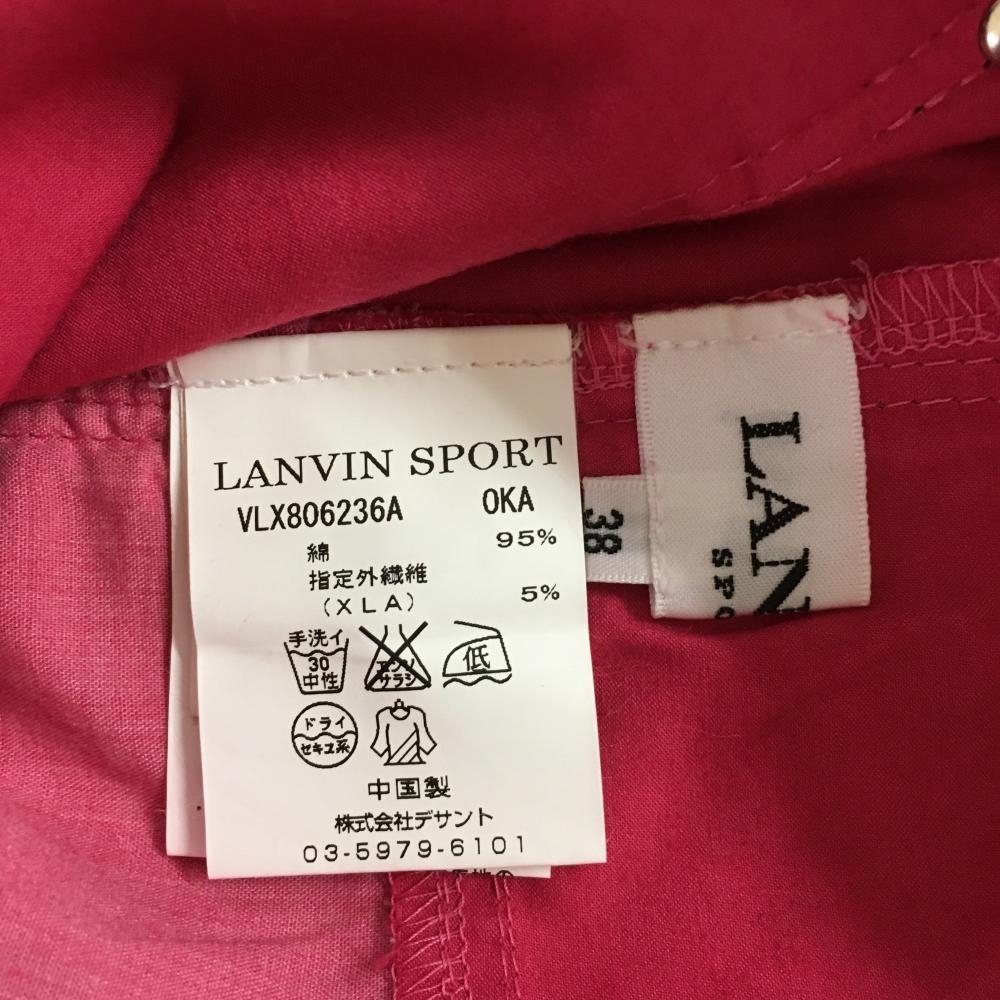 LANVIN SPORT
VLX806236A OKA
綿 95%
指定外繊維
(XLA) 5%
手洗イ
30
中性
エンソ
サラシ
低
ドライ
セキユ系
中国製
株式会社デサント
03-5979-6101
38
LAN
SPO